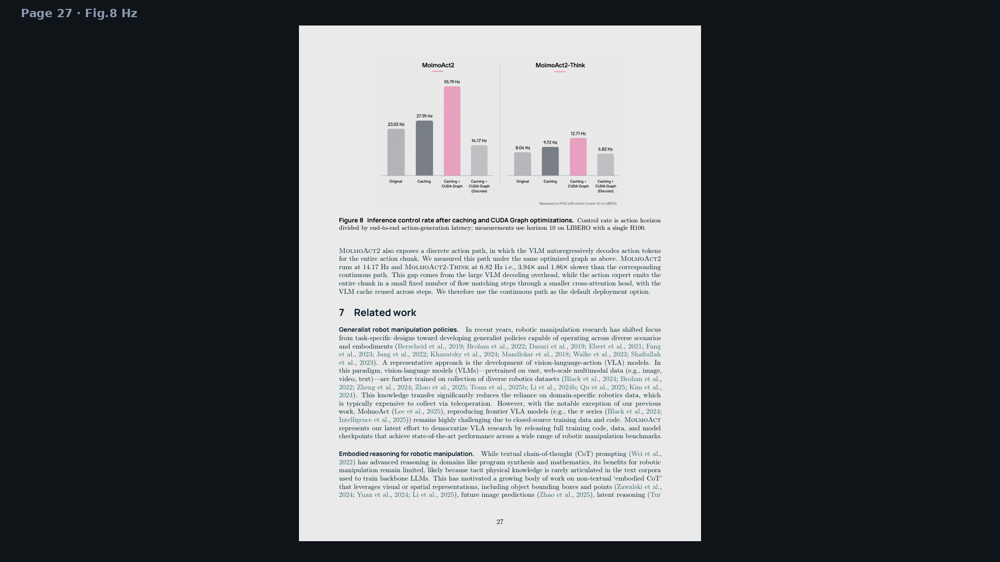 Page 27 · Fig.8 Hz
MolmoAct2
MolmoAct2-Think
55.79 Hz
27.39 Hz
23.02 Hz
14.17 Hz
12.71 Hz
9.72 Hz
8.04 Hz
6.82 Hz
Original
Caching
Caching +
CUDA Graph
Caching +
CUDA Graph
(Discrete)
Original
Caching
Caching +
CUDA Graph
Caching +
CUDA Graph
(Discrete)
Measured on H100 with action horizon 10 on LIBERO.
Figure 8 Inference control rate after caching and CUDA Graph optimizations. Control rate is action horizon
divided by end-to-end action-generation latency; measurements use horizon 10 on LIBERO with a single H100.
MolmoAct2 also exposes a discrete action path, in which the VLM autoregressively decodes action tokens
for the entire action chunk. We measured this path under the same optimized graph as above. MolmoAct2
runs at 14.17 Hz and MolmoAct2-Think at 6.82 Hz i.e., 3.94× and 1.86× slower than the corresponding
continuous path. This gap comes from the large VLM decoding overhead, while the action expert emits the
entire chunk in a small fixed number of flow matching steps through a smaller cross-attention head, with the
VLM cache reused across steps. We therefore use the continuous path as the default deployment option.
7 Related work
Generalist robot manipulation policies. In recent years, robotic manipulation research has shifted focus
from task-specific designs toward developing generalist policies capable of operating across diverse scenarios
and embodiments (Berscheid et al., 2019; Brohan et al., 2022; Dasari et al., 2019; Ebert et al., 2021; Fang
et al., 2023; Jang et al., 2022; Khazatsky et al., 2024; Mandlekar et al., 2018; Walke et al., 2023; Shafiullah
et al., 2023). A representative approach is the development of vision-language-action (VLA) models. In
this paradigm, vision-language models (VLMs)—pretrained on vast, web-scale multimodal data (e.g., image,
video, text)—are further trained on collection of diverse robotics datasets (Black et al., 2024; Brohan et al.,
2022; Zheng et al., 2024; Zhao et al., 2025; Team et al., 2025b; Li et al., 2024b; Qu et al., 2025; Kim et al.,
2024). This knowledge transfer significantly reduces the reliance on domain-specific robotics data, which
is typically expensive to collect via teleoperation. However, with the notable exception of our previous
work, MolmoAct (Lee et al., 2025), reproducing frontier VLA models (e.g., the π series (Black et al., 2024;
Intelligence et al., 2025)) remains highly challenging due to closed-source training data and code. MolmoAct
represents our latest effort to democratize VLA research by releasing full training code, data, and model
checkpoints that achieve state-of-the-art performance across a wide range of robotic manipulation benchmarks.
Embodied reasoning for robotic manipulation. While textual chain-of-thought (CoT) prompting (Wei et al.,
2022) has advanced reasoning in domains like program synthesis and mathematics, its benefits for robotic
manipulation remain limited, likely because tacit physical knowledge is rarely articulated in the text corpora
used to train backbone LLMs. This has motivated a growing body of work on non-textual ‘embodied CoT’
that leverages visual or spatial representations, including object bounding boxes and points (Zawalski et al.,
2024; Yuan et al., 2024; Li et al., 2025), future image predictions (Zhao et al., 2025), latent reasoning (Tur
27